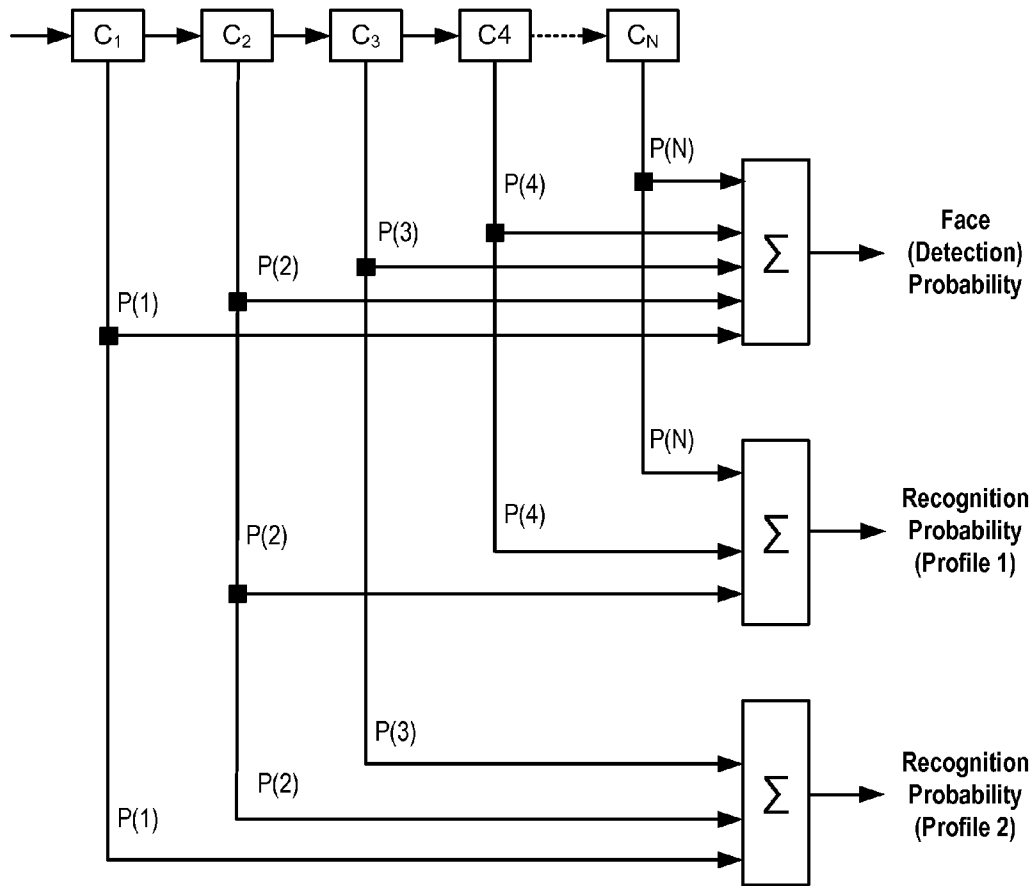 C₁ C₂ C₃ C4 C_N
P(N)
P(4)
P(3)
P(2)
P(1)
Σ
Face
(Detection)
Probability
P(N)
P(4)
P(2)
Σ
Recognition
Probability
(Profile 1)
P(3)
P(2)
P(1)
Σ
Recognition
Probability
(Profile 2)